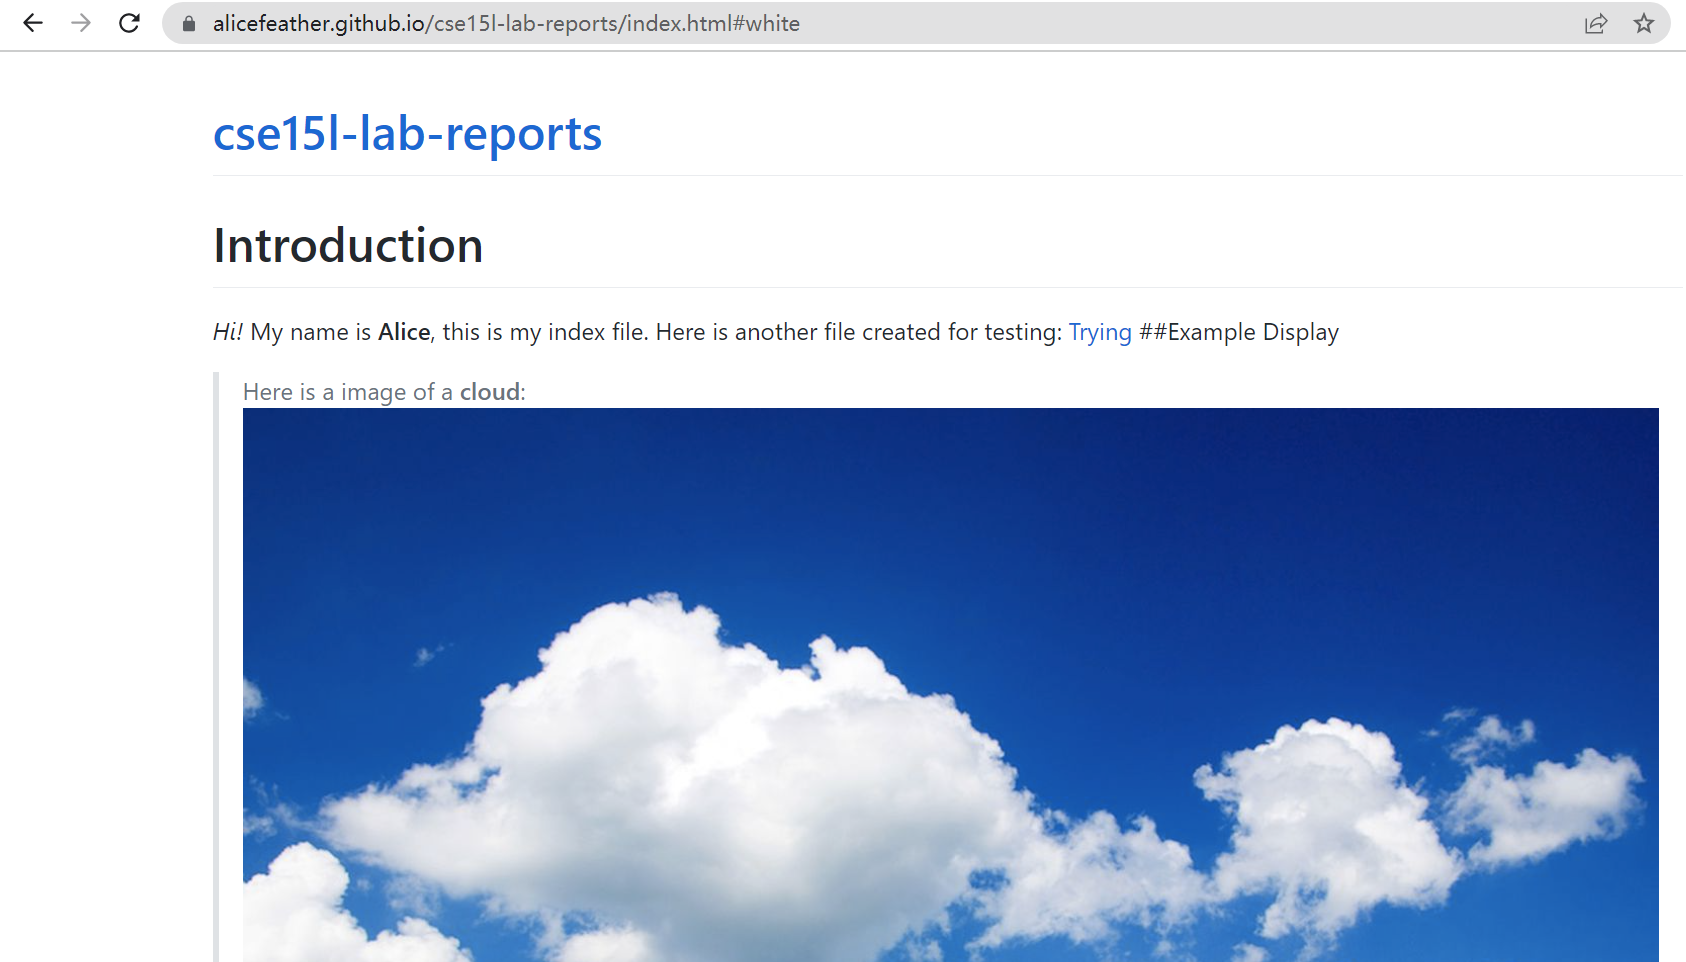 alicefeather.github.io/cse15l-lab-reports/index.html#white
cse15l-lab-reports
Introduction
Hi! My name is Alice, this is my index file. Here is another file created for testing: Trying ##Example Display
Here is a image of a cloud: